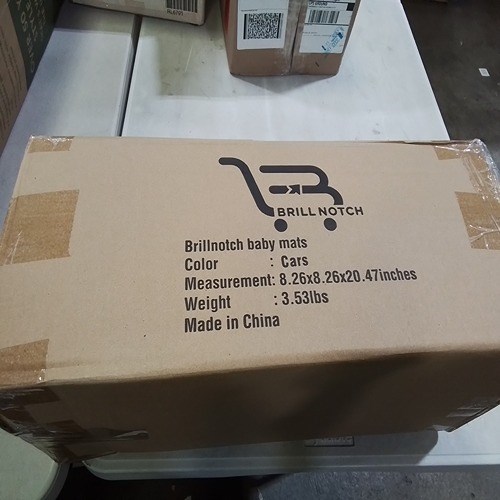 BRILL NOTCH
Brillnotch baby mats
Color : Cars
Measurement: 8.26x8.26x20.47inches
Weight : 3.53lbs
Made in China